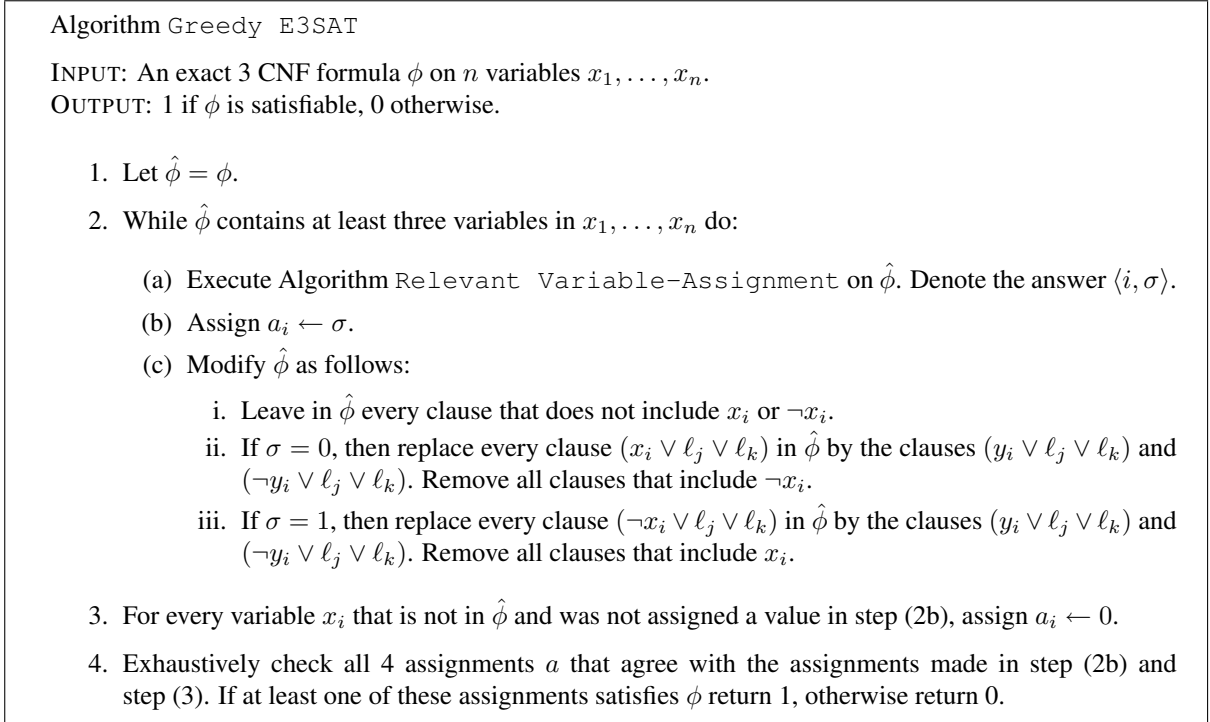 Algorithm Greedy E3SAT
INPUT: An exact 3 CNF formula ϕ on n variables x₁, . . . , xₙ.
OUTPUT: 1 if ϕ is satisfiable, 0 otherwise.
1. Let ϕ̂ = ϕ.
2. While ϕ̂ contains at least three variables in x₁, . . . , xₙ do:
(a) Execute Algorithm Relevant Variable-Assignment on ϕ̂. Denote the answer ⟨i, σ⟩.
(b) Assign aᵢ ← σ.
(c) Modify ϕ̂ as follows:
i. Leave in ϕ̂ every clause that does not include xᵢ or ¬xᵢ.
ii. If σ = 0, then replace every clause (xᵢ ∨ ℓⱼ ∨ ℓₖ) in ϕ̂ by the clauses (yᵢ ∨ ℓⱼ ∨ ℓₖ) and
(¬yᵢ ∨ ℓⱼ ∨ ℓₖ). Remove all clauses that include ¬xᵢ.
iii. If σ = 1, then replace every clause (¬xᵢ ∨ ℓⱼ ∨ ℓₖ) in ϕ̂ by the clauses (yᵢ ∨ ℓⱼ ∨ ℓₖ) and
(¬yᵢ ∨ ℓⱼ ∨ ℓₖ). Remove all clauses that include xᵢ.
3. For every variable xᵢ that is not in ϕ̂ and was not assigned a value in step (2b), assign aᵢ ← 0.
4. Exhaustively check all 4 assignments a that agree with the assignments made in step (2b) and
step (3). If at least one of these assignments satisfies ϕ return 1, otherwise return 0.